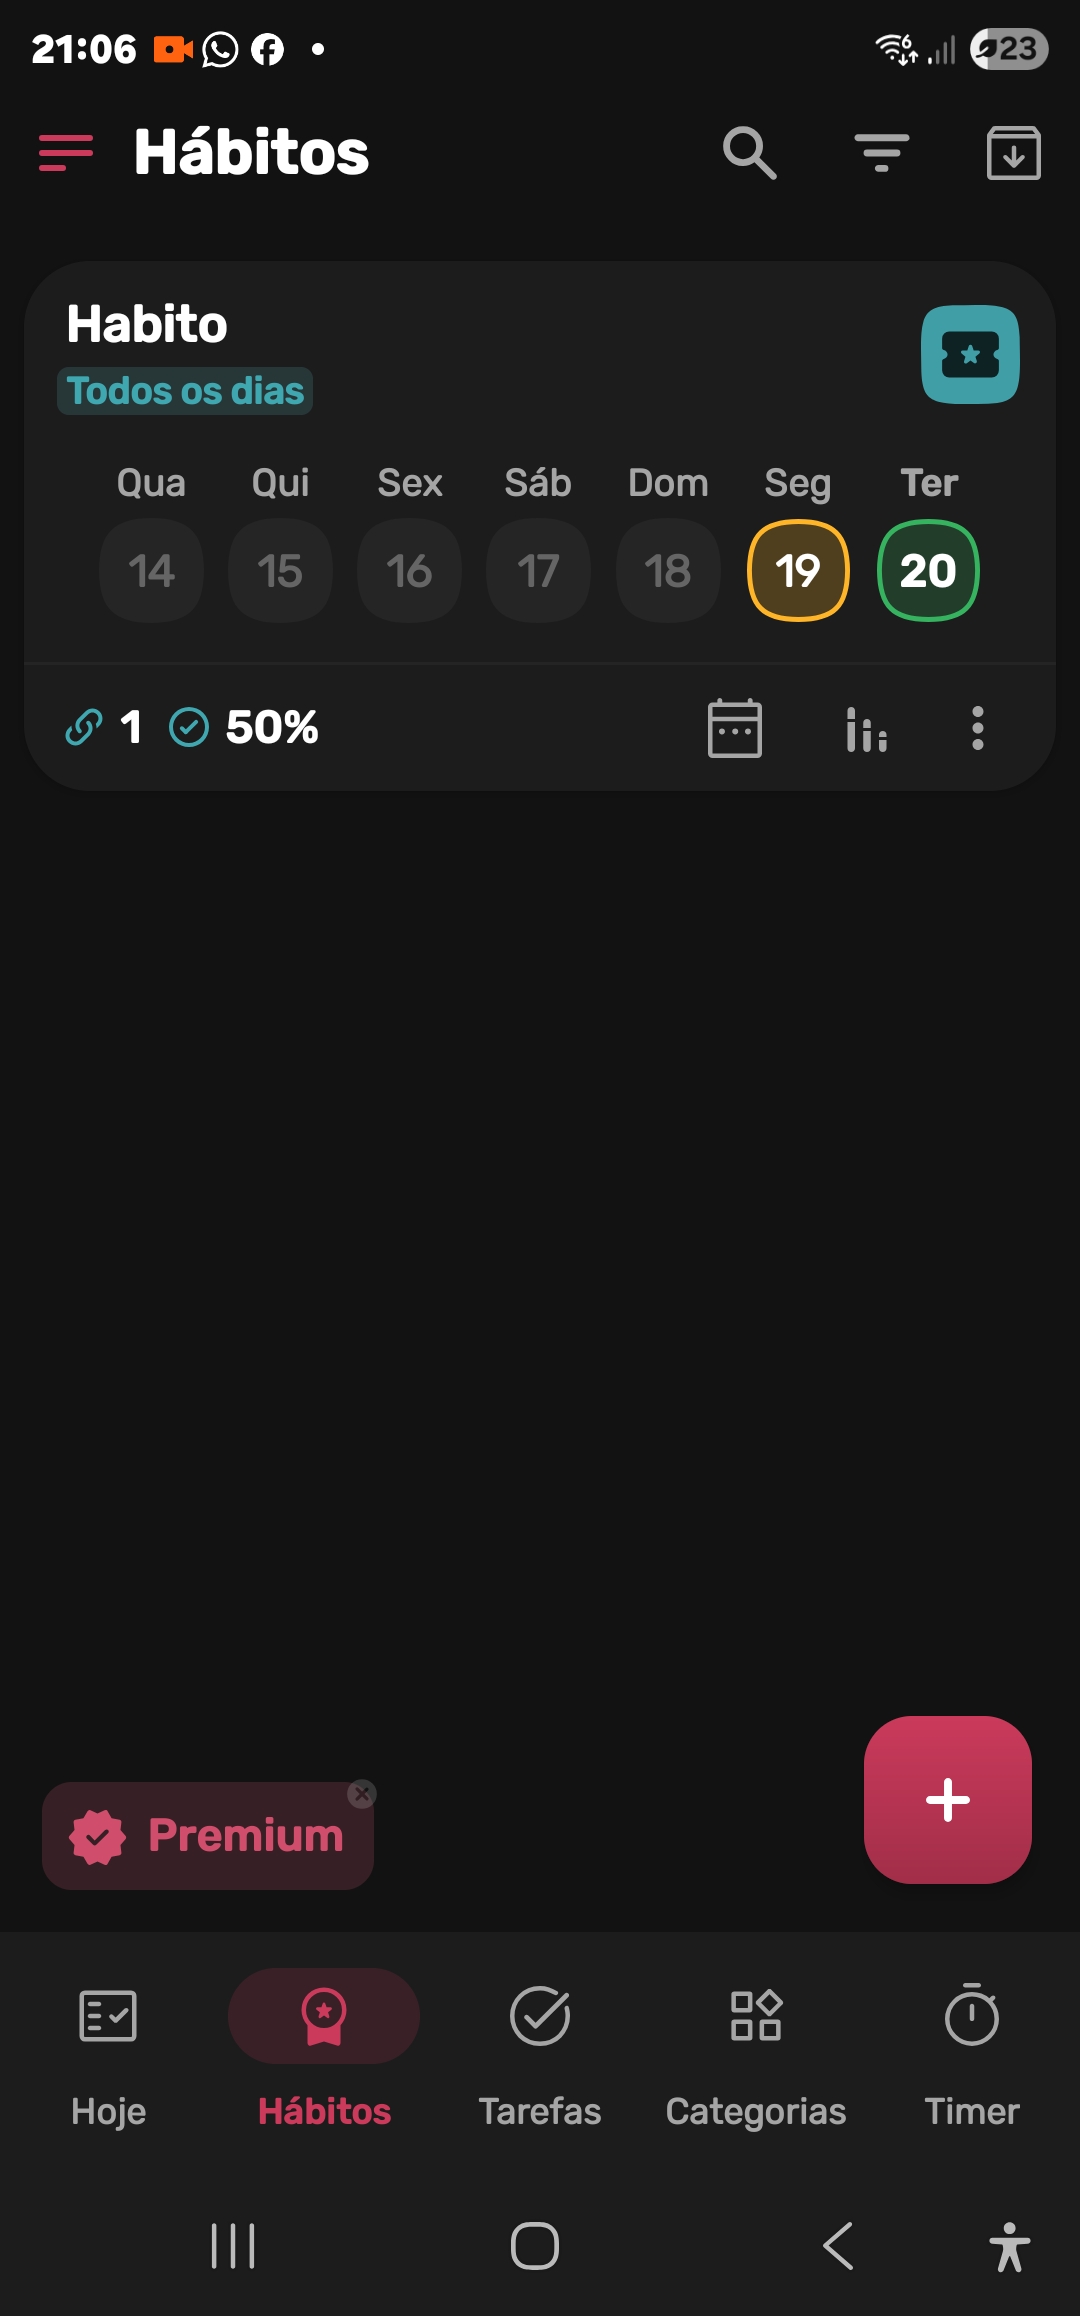 21:06 6 23
Hábitos
Habito
Todos os dias
Qua Qui Sex Sáb Dom Seg Ter
14 15 16 17 18 19 20
1 50%
Premium
Hoje Hábitos Tarefas Categorias Timer